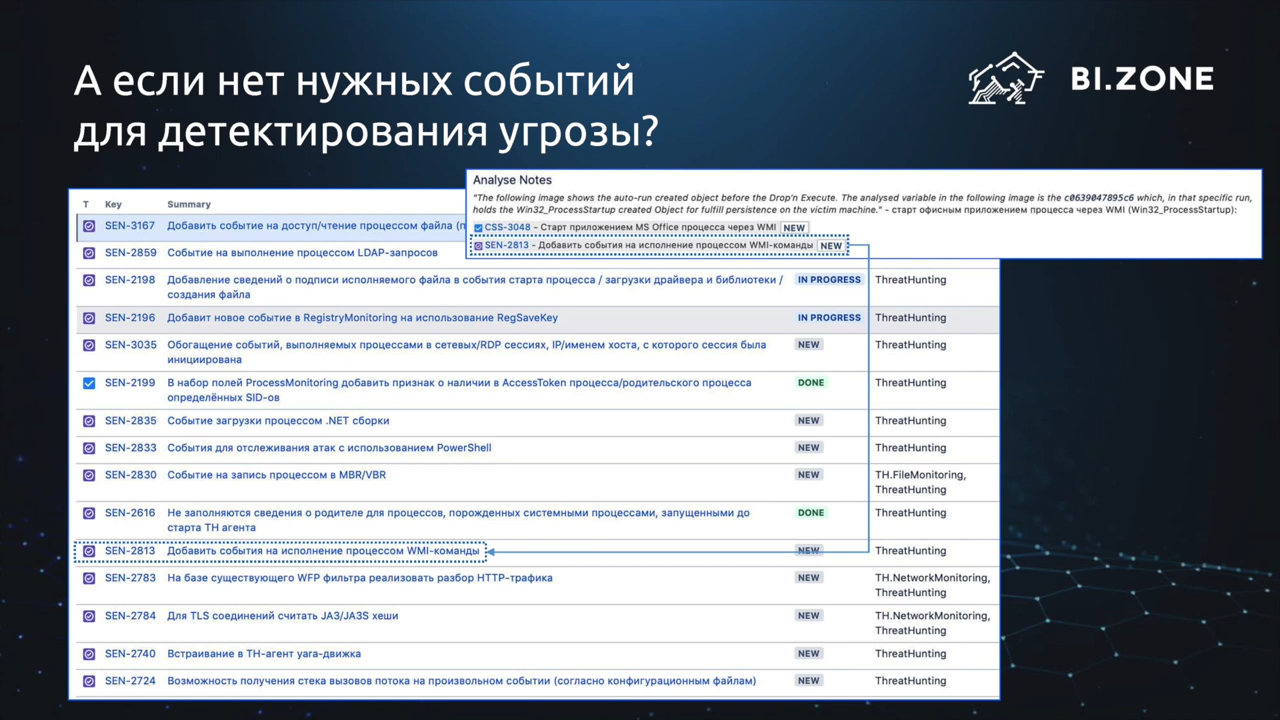 А если нет нужных событий
для детектирования угрозы?
BI.ZONE
Analyse Notes
"The following image shows the auto-run created object before the Drop'n Execute. The analysed variable in the following image is the c0639047895c6 which, in that specific run,
holds the Win32_ProcessStartup created Object for fulfill persistence on the victim machine." - старт офисным приложением процесса через WMI (Win32_ProcessStartup):
CSS-3048 - Старт приложением MS Office процесса через WMI NEW
SEN-2813 - Добавить события на исполнение процессом WMI-команды NEW
T Key Summary
SEN-3167 Добавить событие на доступ/чтение процессом файла
SEN-2859 Событие на выполнение процессом LDAP-запросов
SEN-2198 Добавление сведений о подписи исполняемого файла в события старта процесса / загрузки драйвера и библиотеки / IN PROGRESS ThreatHunting
создания файла
SEN-2196 Добавит новое событие в RegistryMonitoring на использование RegSaveKey IN PROGRESS ThreatHunting
SEN-3035 Обогащение событий, выполняемых процессами в сетевых/RDP сессиях, IP/именем хоста, с которого сессия была NEW ThreatHunting
инициирована
SEN-2199 В набор полей ProcessMonitoring добавить признак о наличии в AccessToken процесса/родительского процесса DONE ThreatHunting
определённых SID-ов
SEN-2835 Событие загрузки процессом .NET сборки NEW ThreatHunting
SEN-2833 События для отслеживания атак с использованием PowerShell NEW ThreatHunting
SEN-2830 Событие на запись процессом в MBR/VBR NEW TH.FileMonitoring,
ThreatHunting
SEN-2616 Не заполняются сведения о родителе для процессов, порожденных системными процессами, запущенными до DONE ThreatHunting
старта TH агента
SEN-2813 Добавить события на исполнение процессом WMI-команды NEW ThreatHunting
SEN-2783 На базе существующего WFP фильтра реализовать разбор HTTP-трафика NEW TH.NetworkMonitoring,
ThreatHunting
SEN-2784 Для TLS соединений считать JA3/JA3S хеши NEW TH.NetworkMonitoring,
ThreatHunting
SEN-2740 Встраивание в TH-агент yara-движка NEW ThreatHunting
SEN-2724 Возможность получения стека вызовов потока на произвольном событии (согласно конфигурационным файлам) NEW ThreatHunting